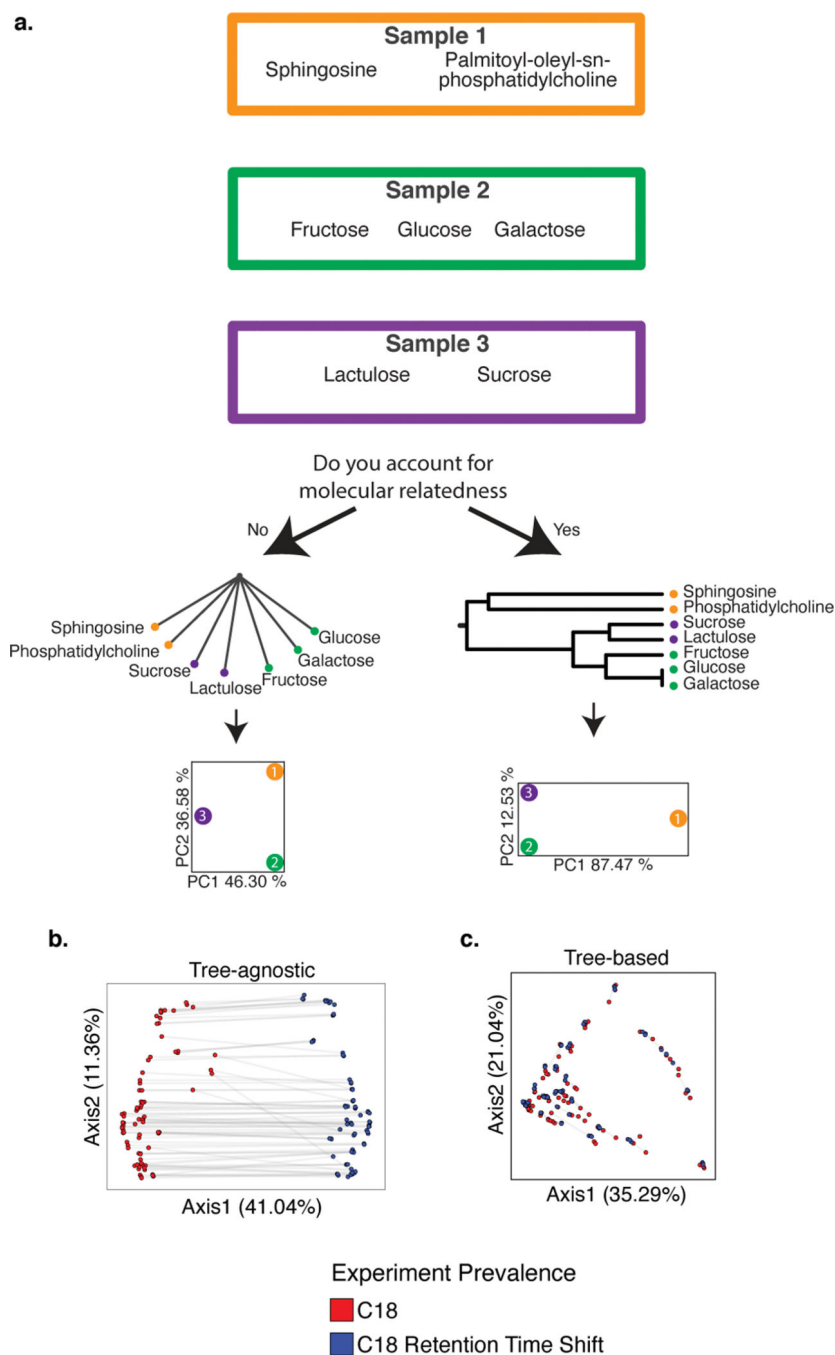 a.
Sample 1
Sphingosine
Palmitoyl-oleyl-sn-
phosphatidylcholine
Sample 2
Fructose Glucose Galactose
Sample 3
Lactulose Sucrose
Do you account for
molecular relatedness
No
Yes
Sphingosine
Phosphatidylcholine
Sucrose
Lactulose
Fructose
Galactose
Glucose
Sphingosine
Phosphatidylcholine
Sucrose
Lactulose
Fructose
Glucose
Galactose
PC2 36.58 %
1
3
2
PC1 46.30 %
PC2 12.53 %
3
1
2
PC1 87.47 %
b.
Tree-agnostic
Axis2 (11.36%)
Axis1 (41.04%)
c.
Tree-based
Axis2 (21.04%)
Axis1 (35.29%)
Experiment Prevalence
C18
C18 Retention Time Shift